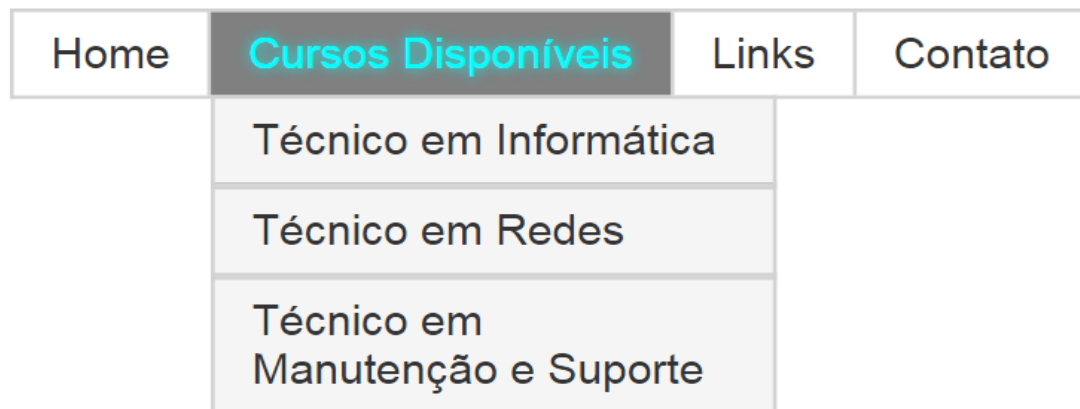 Home Cursos Disponíveis Links Contato
Técnico em Informática
Técnico em Redes
Técnico em
Manutenção e Suporte